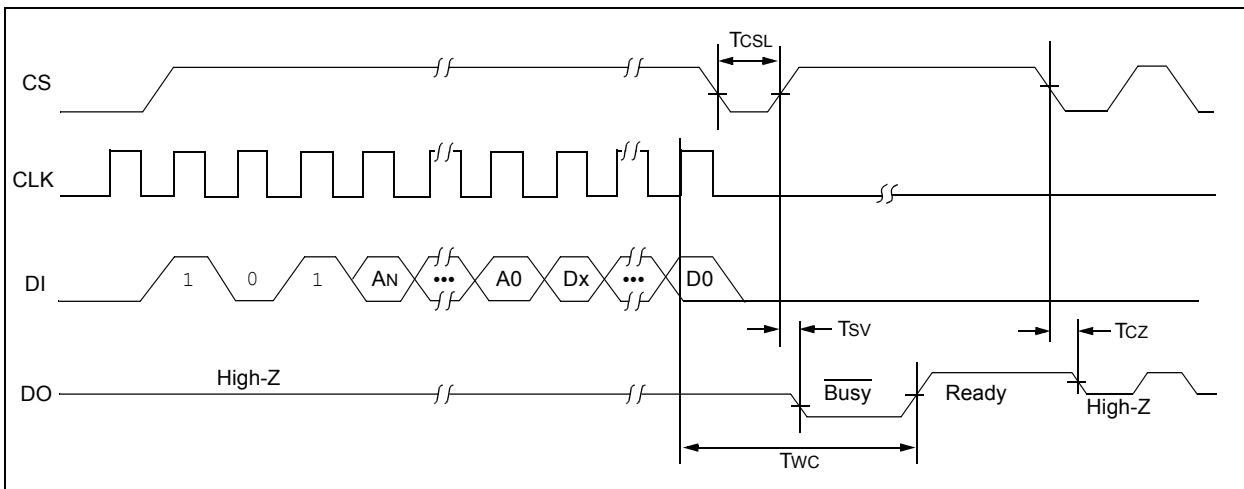 TCSL
CS
CLK
DI
1 0 1 AN ••• A0 Dx ••• D0
TSV
TCZ
High-Z
DO
Busy
Ready
High-Z
TWC